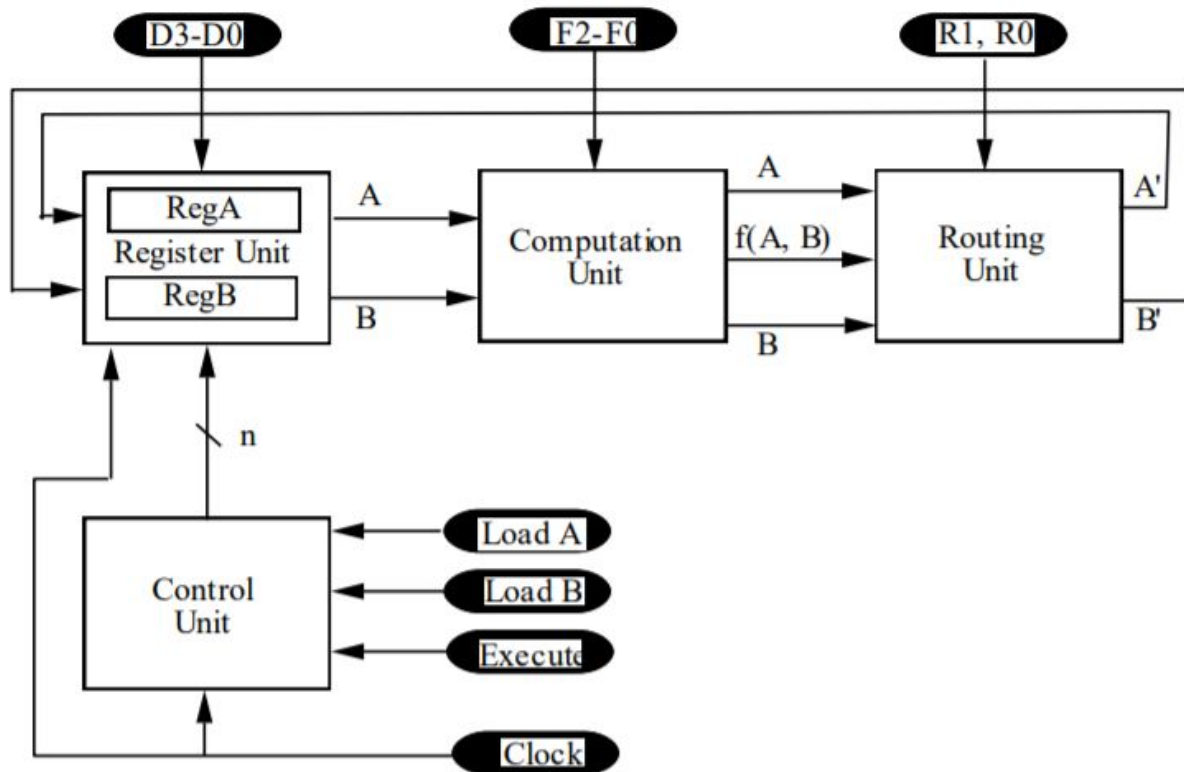 D3-D0
F2-F0
R1, R0
A
A
A'
RegA
f(A, B)
Register Unit
Computation
Unit
Routing
Unit
RegB
B
B
B'
n
Load A
Control
Unit
Load B
Execute
Clock